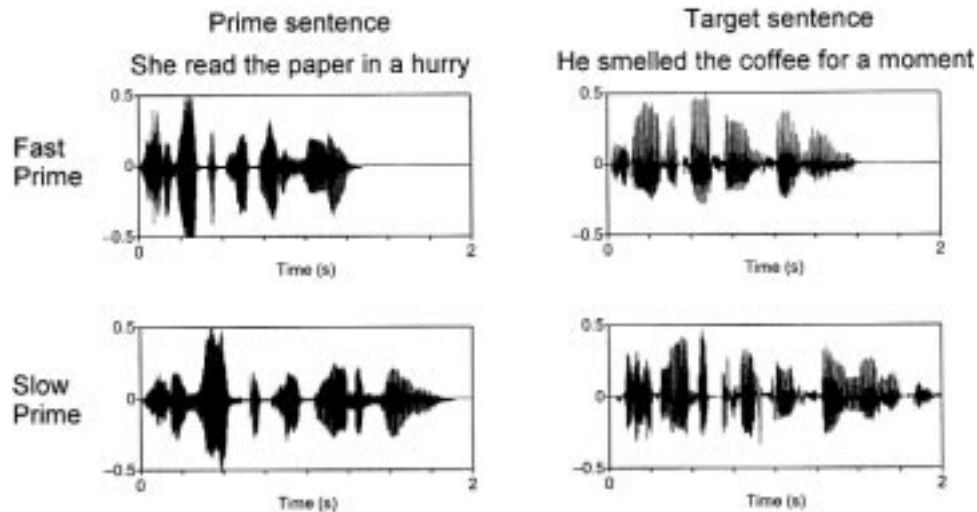 Prime sentence
Target sentence
She read the paper in a hurry
He smelled the coffee for a moment
Fast
Prime
0.5
0
-0.5
0
2
Time (s)
0.5
0
-0.5
0
2
Time (s)
Slow
Prime
0.5
0
-0.5
0
2
Time (s)
0.5
0
-0.5
0
2
Time (s)